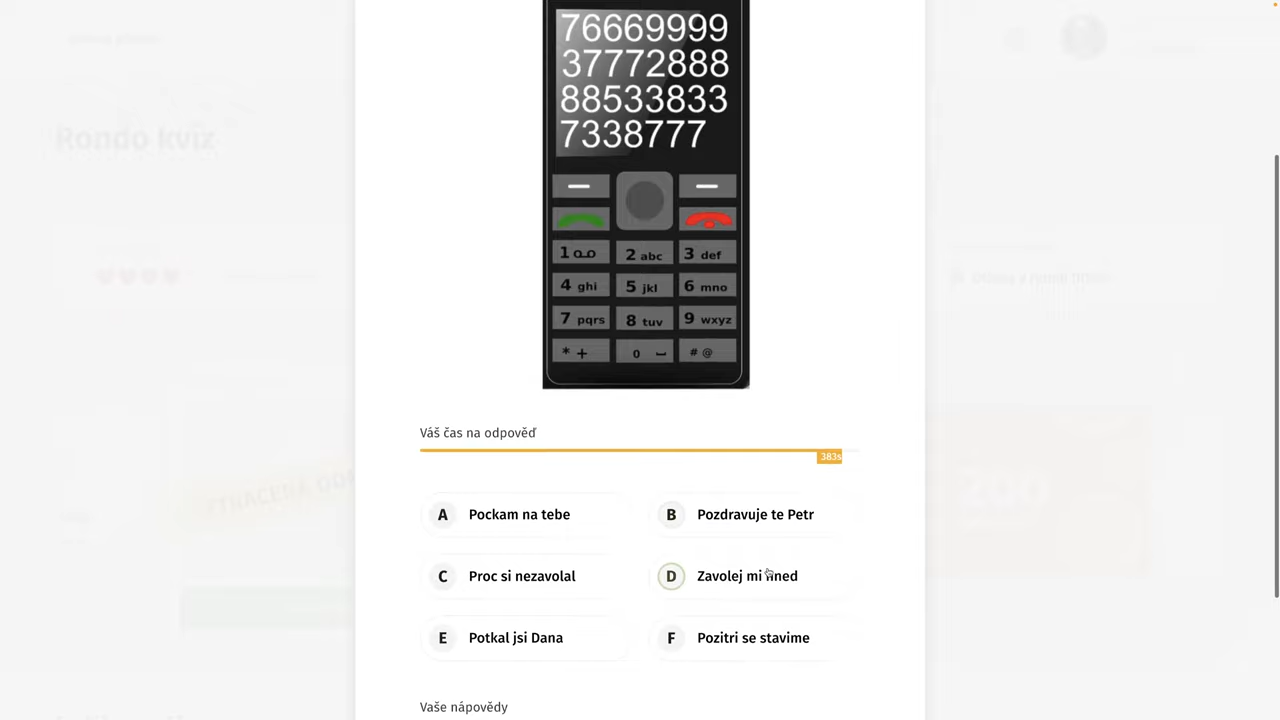 76669999
37772888
88533833
7338777
1
2 abc
3 def
4 ghi
5 jkl
6 mno
7 pqrs
8 tuv
9 wxyz
* +
0
# @
Rondo kvíz
Váš čas na odpověď
383s
A Pockam na tebe
B Pozdravuje te Petr
C Proc si nezavolal
D Zavolej mi hned
E Potkal jsi Dana
F Pozitri se stavime
Vaše nápovědy